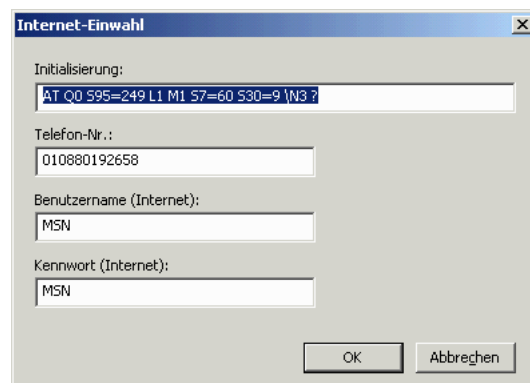 Internet-Einwahl
Initialisierung:
AT Q0 S95=249 L1 M1 S7=60 S30=9 \N3 ?
Telefon-Nr.:
010880192658
Benutzername (Internet):
MSN
Kennwort (Internet):
MSN
OK
Abbrechen